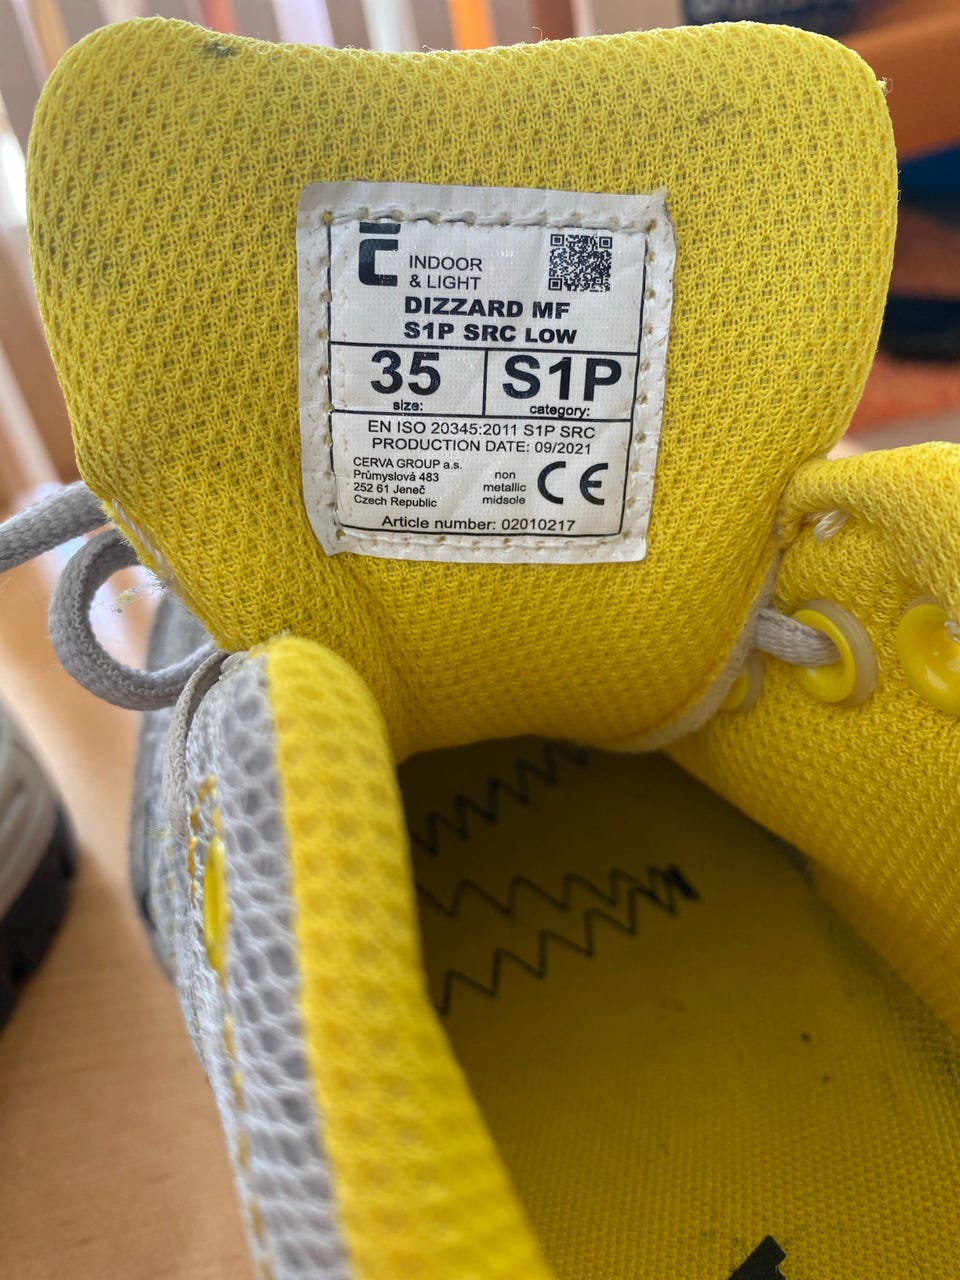 INDOOR
& LIGHT
DIZZARD MF
S1P SRC LOW
35
size:
S1P
category:
EN ISO 20345:2011 S1P SRC
PRODUCTION DATE: 09/2021
CERVA GROUP a.s.
Průmyslová 483
252 61 Jeneč
Czech Republic
non
metallic
midsole
CE
Article number: 02010217